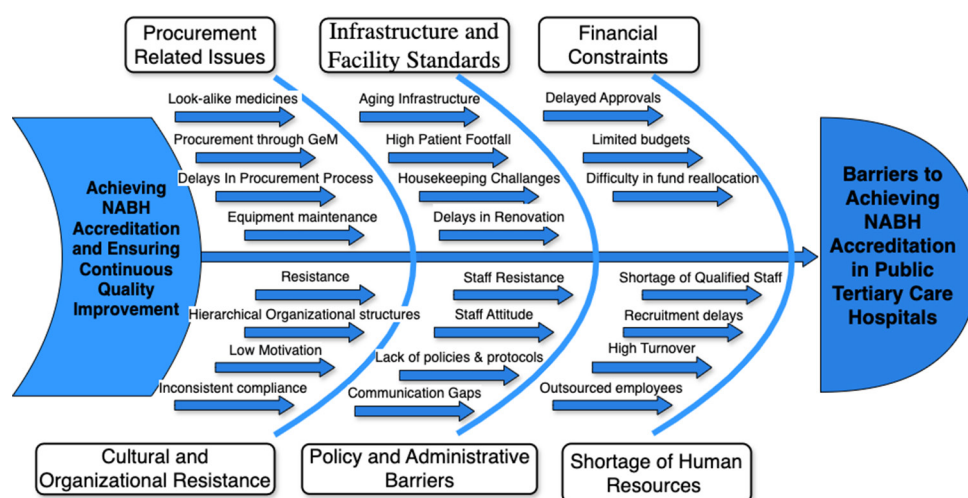 Procurement
Related Issues
Infrastructure and
Facility Standards
Financial
Constraints
Look-alike medicines
Procurement through GeM
Delays In Procurement Process
Equipment maintenance
Aging Infrastructure
High Patient Footfall
Housekeeping Challanges
Delays in Renovation
Delayed Approvals
Limited budgets
Difficulty in fund reallocation
Achieving
NABH
Accreditation
and Ensuring
Continuous
Quality
Improvement
Barriers to
Achieving
NABH
Accreditation
in Public
Tertiary Care
Hospitals
Resistance
Hierarchical Organizational structures
Low Motivation
Inconsistent compliance
Staff Resistance
Staff Attitude
Lack of policies & protocols
Communication Gaps
Shortage of Qualified Staff
Recruitment delays
High Turnover
Outsourced employees
Cultural and
Organizational Resistance
Policy and Administrative
Barriers
Shortage of Human
Resources